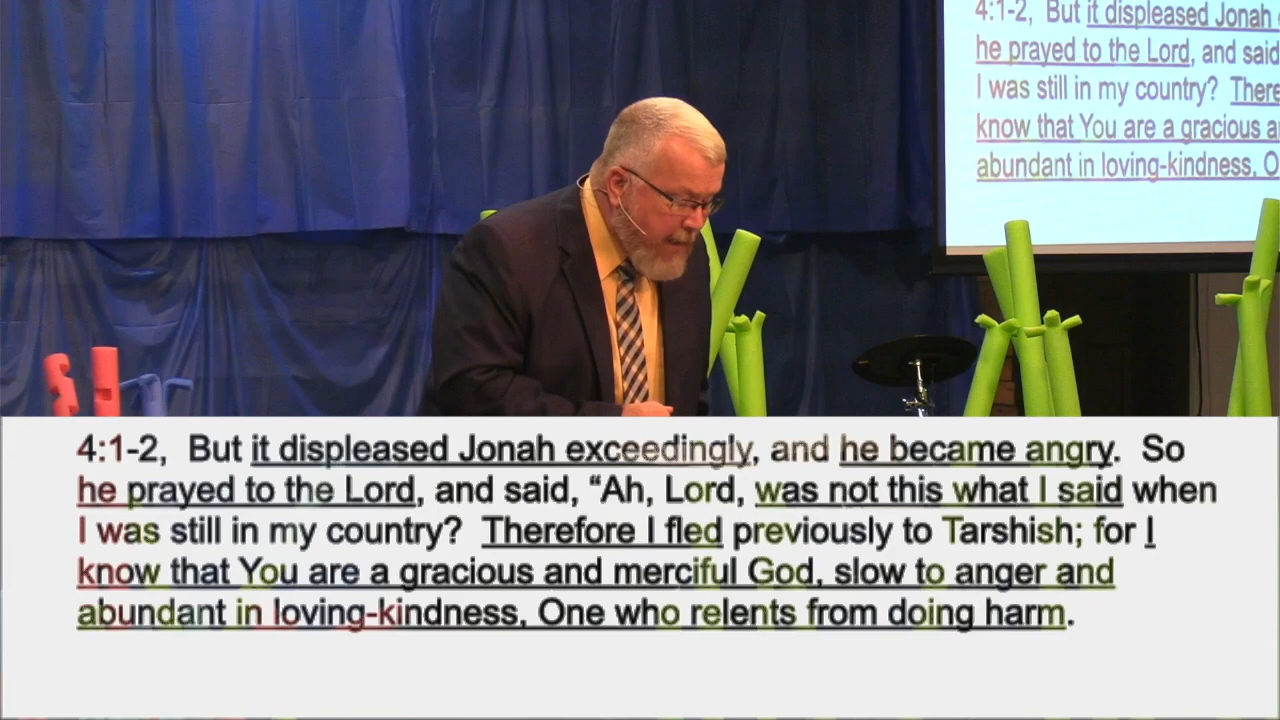 4:1-2, But it displeased Jonah
he prayed to the Lord, and said
I was still in my country? There
know that You are a gracious a
abundant in loving-kindness, O
4:1-2, But it displeased Jonah exceedingly, and he became angry. So
he prayed to the Lord, and said, “Ah, Lord, was not this what I said when
I was still in my country? Therefore I fled previously to Tarshish; for I
know that You are a gracious and merciful God, slow to anger and
abundant in loving-kindness, One who relents from doing harm.